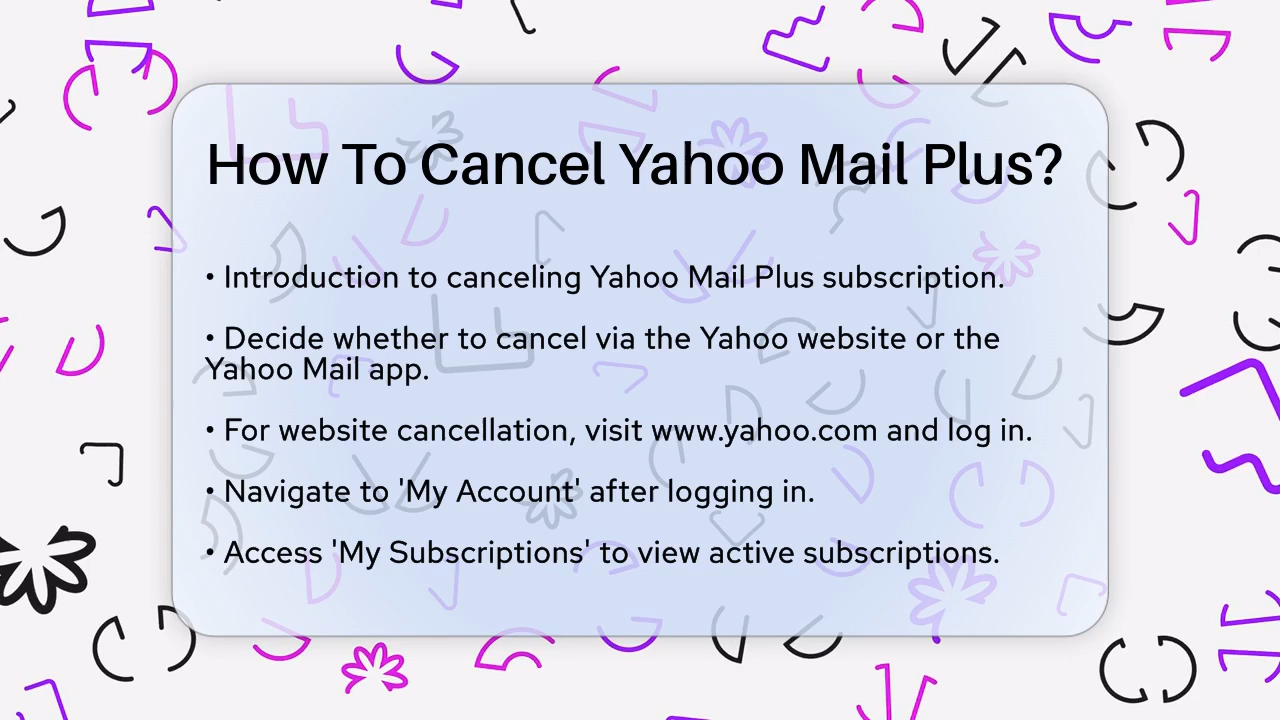 How To Cancel Yahoo Mail Plus?
• Introduction to canceling Yahoo Mail Plus subscription.
• Decide whether to cancel via the Yahoo website or the
Yahoo Mail app.
• For website cancellation, visit www.yahoo.com and log in.
• Navigate to 'My Account' after logging in.
• Access 'My Subscriptions' to view active subscriptions.